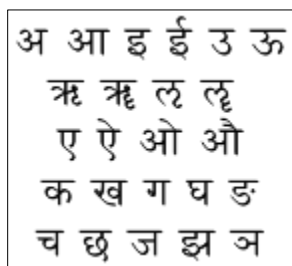 अ आ इ ई उ ऊ
ऋ ॠ ऌ ॡ
ए ऐ ओ औ
क ख ग घ ङ
च छ ज झ ञ